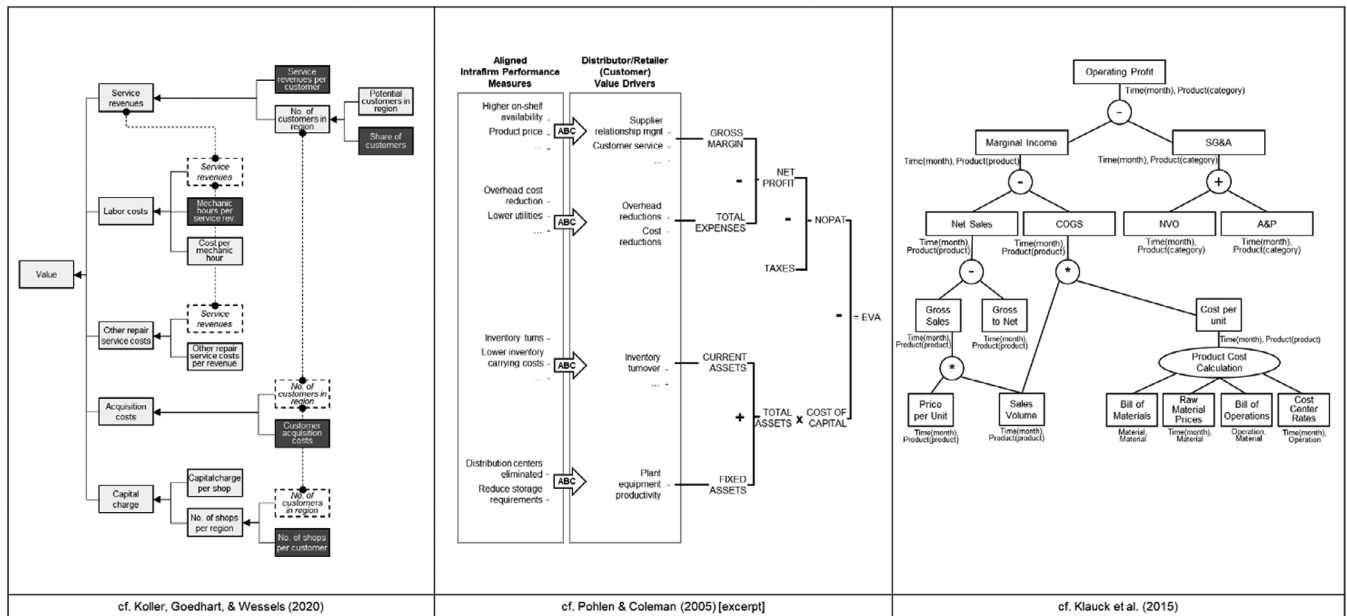 Service
revenues
Service
revenues per
customer
No. of
customers in
region
Potential
customers in
region
Share of
customers
Service
revenues
Labor costs
Mechanic
hours per
service rev.
Cost per
mechanic
hour
Value
Service
revenues
Other repair
service costs
Other repair
service costs
per revenue
No. of
customers in
region
Acquisition
costs
Customer
acquisition
costs
Capital charge
per shop
Capital
charge
No. of
customers
in region
No. of shops
per region
No. of shops
per customer
cf. Koller, Goedhart, & Wessels (2020)
Aligned
Intrafirm Performance
Measures
Distributor/Retailer
(Customer)
Value Drivers
Higher on-shelf
availability -
Product price -
... -
ABC
Supplier
relationship mgnt -
Customer service -
... -
GROSS
MARGIN
-
NET
PROFIT
Overhead cost
reduction -
Lower utilities -
... -
ABC
Overhead
reductions -
Cost
reductions -
TOTAL
EXPENSES
-
NOPAT
TAXES
-
= EVA
Inventory turns -
Lower inventory
carrying costs -
... -
ABC
Inventory
turnover -
... -
CURRENT
ASSETS
+
TOTAL
ASSETS
x
COST OF
CAPITAL
Distribution centers
eliminated -
Reduce storage
requirements -
ABC
Plant
equipment
productivity -
FIXED
ASSETS
cf. Pohlen & Coleman (2005) [excerpt]
Operating Profit
Time(month), Product(category)
-
Marginal Income
Time(month), Product(product)
SG&A
Time(month), Product(category)
-
+
Net Sales
Time(month),
Product(product)
COGS
Time(month),
Product(product)
NVO
Time(month),
Product(category)
A&P
Time(month),
Product(category)
-
*
Gross
Sales
Time(month),
Product(product)
Gross
to Net
Time(month),
Product(product)
Cost per
unit
Time(month), Product(product)
*
Product Cost
Calculation
Price
per Unit
Time(month),
Product(product)
Sales
Volume
Time(month),
Product(product)
Bill of
Materials
Material,
Material
Raw
Material
Prices
Time(month),
Material
Bill of
Operations
Operation,
Material
Cost
Center
Rates
Time(month),
Operation
cf. Klauck et al. (2015)